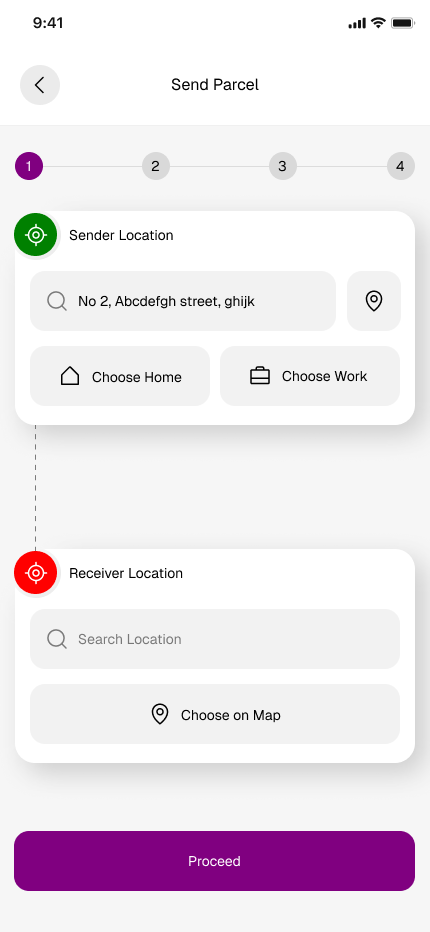 9:41
Send Parcel
1 2 3 4
Sender Location
No 2, Abcdefgh street, ghijk
Choose Home Choose Work
Receiver Location
Search Location
Choose on Map
Proceed